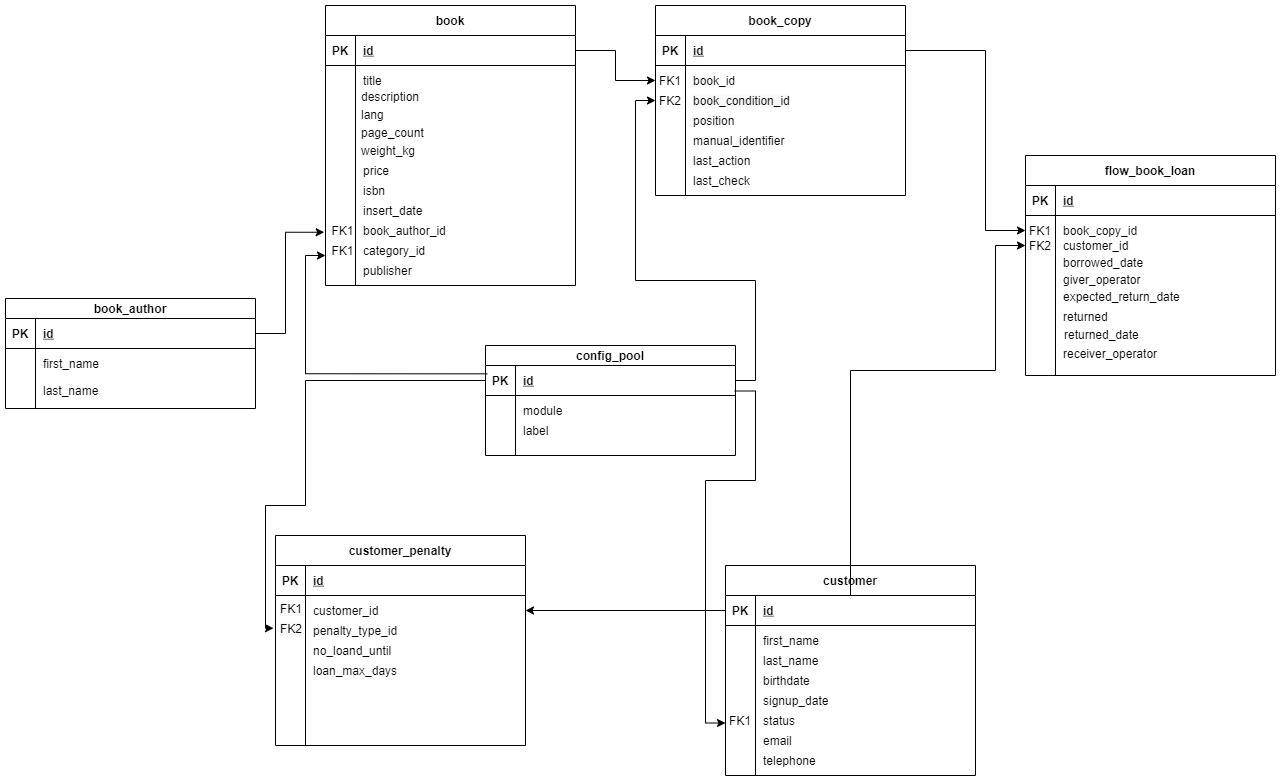 book
PK id
title
description
lang
page_count
weight_kg
price
isbn
insert_date
FK1 book_author_id
FK1 category_id
publisher
book_copy
PK id
FK1 book_id
FK2 book_condition_id
position
manual_identifier
last_action
last_check
flow_book_loan
PK id
FK1 book_copy_id
FK2 customer_id
borrowed_date
giver_operator
expected_return_date
returned
returned_date
receiver_operator
book_author
PK id
first_name
last_name
config_pool
PK id
module
label
customer_penalty
PK id
FK1 customer_id
FK2 penalty_type_id
no_loand_until
loan_max_days
customer
PK id
first_name
last_name
birthdate
signup_date
FK1 status
email
telephone